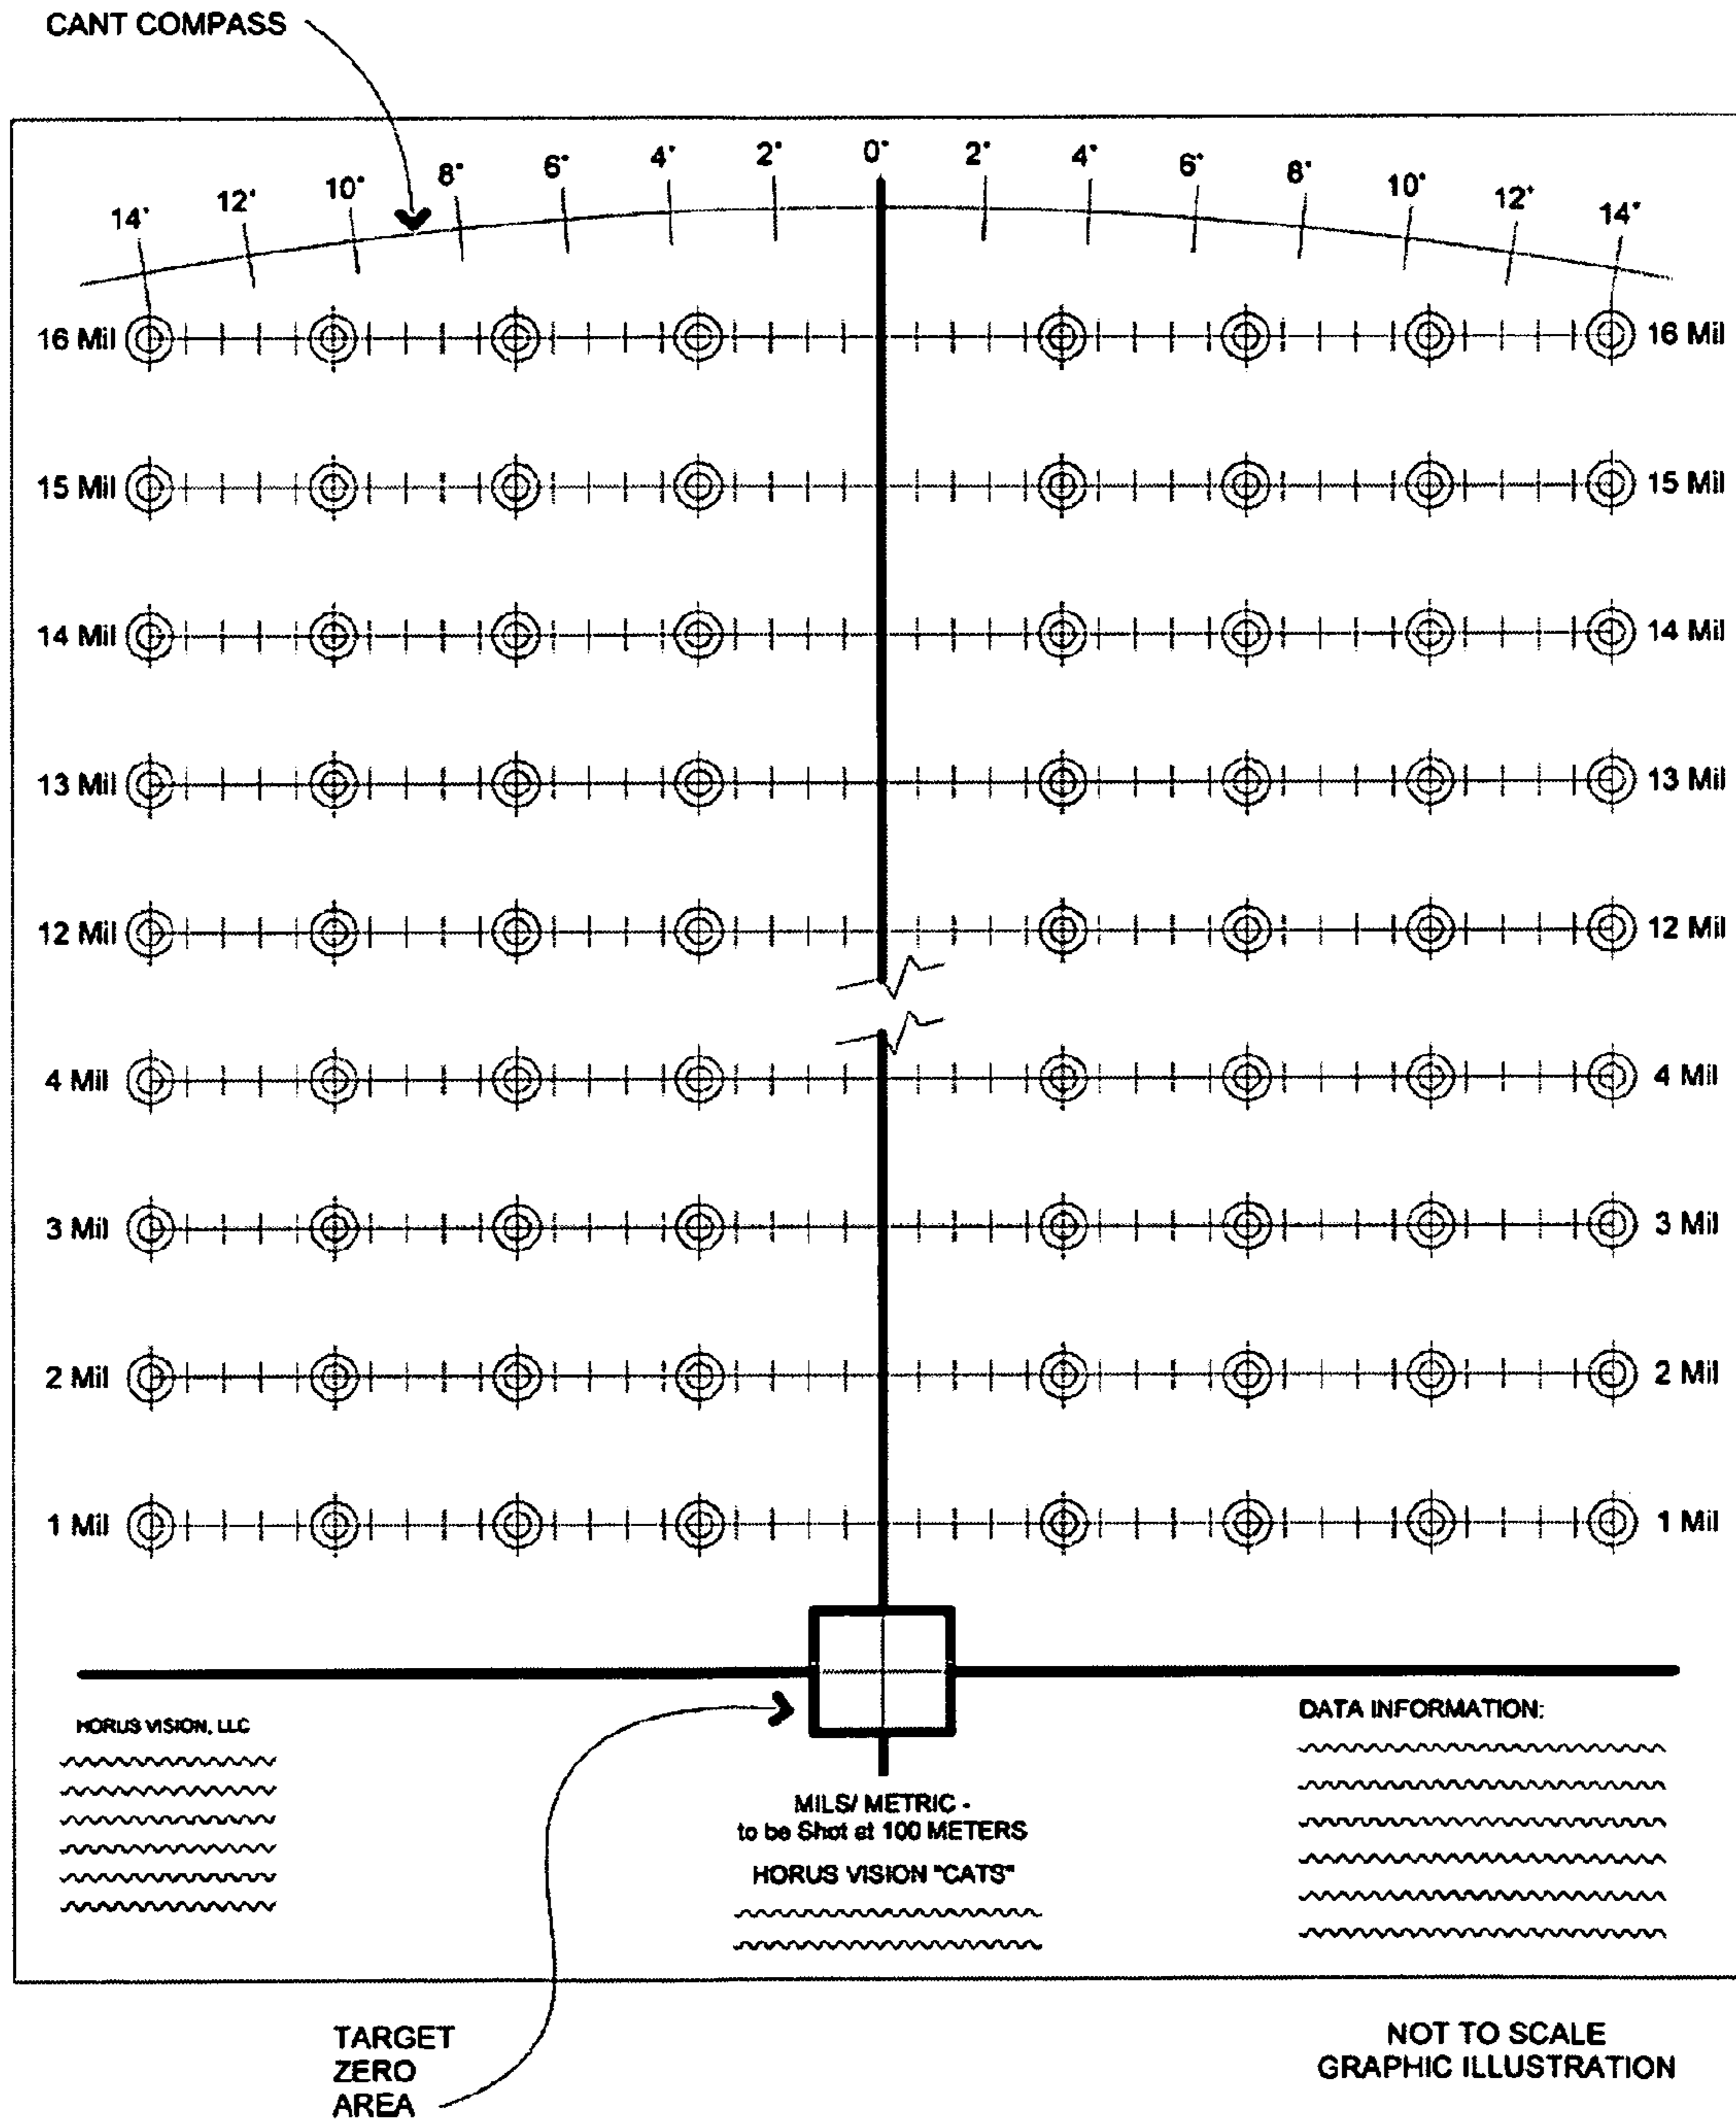 CANT COMPASS
14° 12° 10° 8° 6° 4° 2° 0° 2° 4° 6° 8° 10° 12° 14°
16 Mil 16 Mil
15 Mil 15 Mil
14 Mil 14 Mil
13 Mil 13 Mil
12 Mil 12 Mil
4 Mil 4 Mil
3 Mil 3 Mil
2 Mil 2 Mil
1 Mil 1 Mil
HORUS VISION, LLC
MILS/ METRIC -
to be Shot at 100 METERS
HORUS VISION "CATS"
DATA INFORMATION:
TARGET
ZERO
AREA
NOT TO SCALE
GRAPHIC ILLUSTRATION